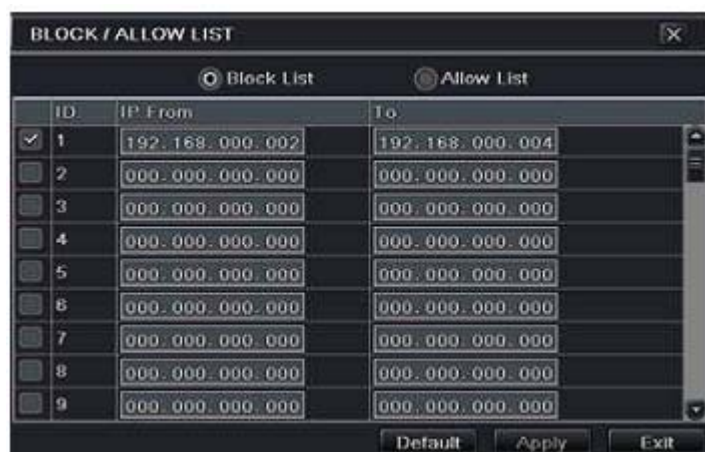 BLOCK / ALLOW LIST
Block List Allow List
ID IP From To
1 192. 168. 000. 002 192. 168. 000. 004
2 000. 000. 000. 000 000. 000. 000. 000
3 000. 000. 000. 000 000. 000. 000. 000
4 000. 000. 000. 000 000. 000. 000. 000
5 000. 000. 000. 000 000. 000. 000. 000
6 000. 000. 000. 000 000. 000. 000. 000
7 000. 000. 000. 000 000. 000. 000. 000
8 000. 000. 000. 000 000. 000. 000. 000
9 000. 000. 000. 000 000. 000. 000. 000
Default Apply Exit